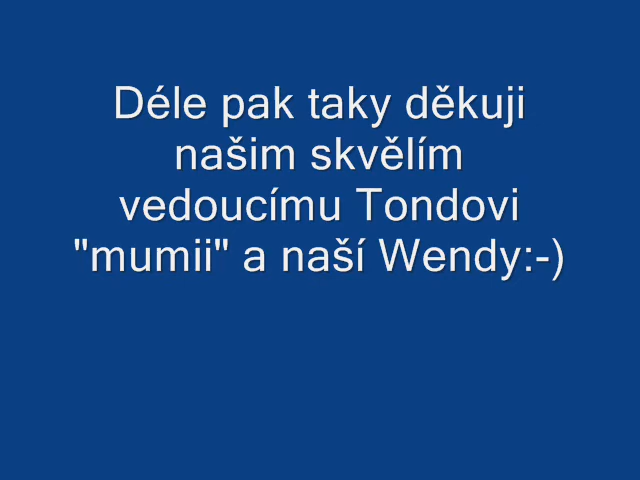 Déle pak taky děkuji
našim skvělím
vedoucímu Tondovi
"mumii" a naší Wendy:-)